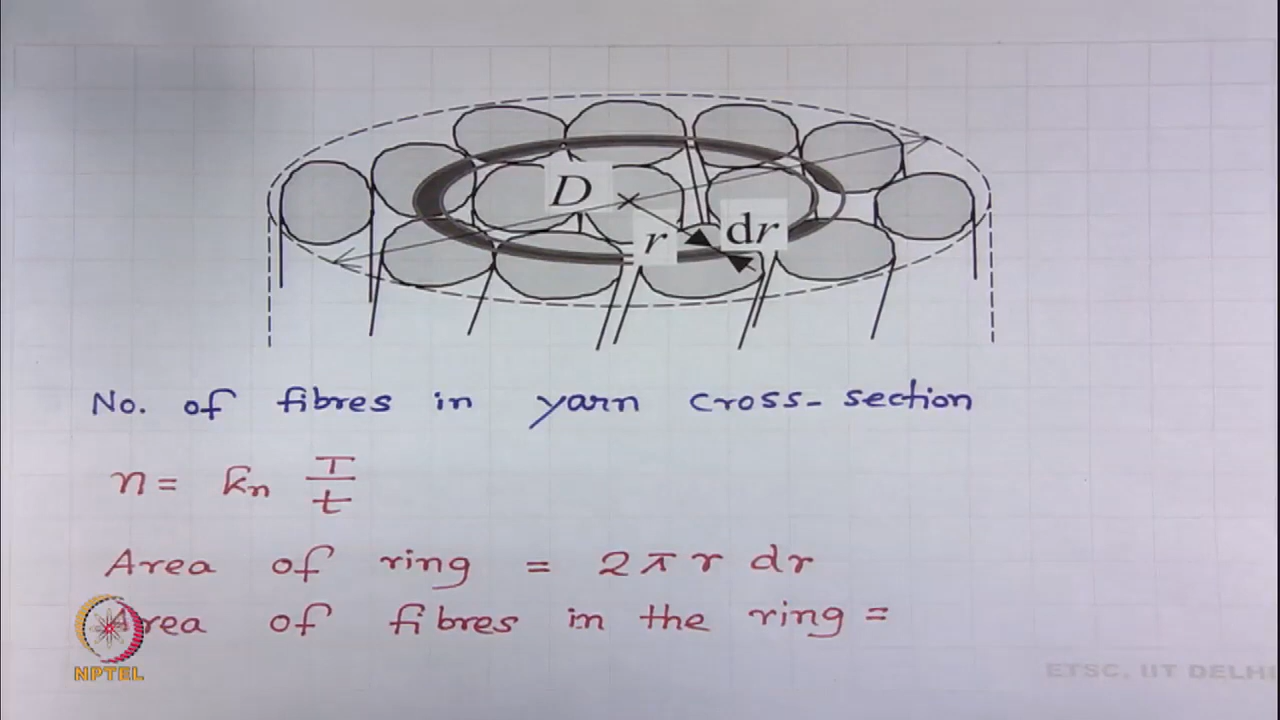 D
r
dr
No. of fibres in yarn cross-section
n = kn T/t
Area of ring = 2πr dr
Area of fibres in the ring =
NPTEL
ETSC, IIT DELHI